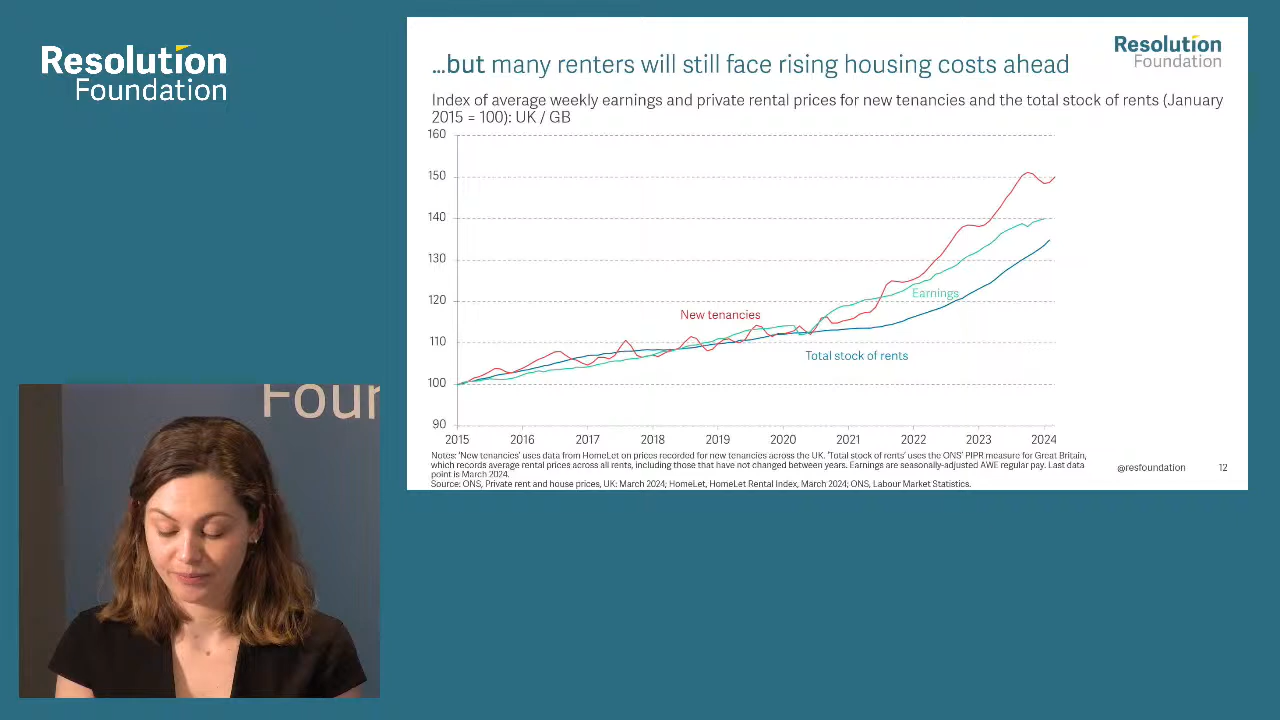 Resolution
Foundation
...but many renters will still face rising housing costs ahead
Resolution
Foundation
Index of average weekly earnings and private rental prices for new tenancies and the total stock of rents (January
2015 = 100): UK / GB
160
150
140
130
120
110
100
90
New tenancies
Earnings
Total stock of rents
2015 2016 2017 2018 2019 2020 2021 2022 2023 2024
Notes: 'New tenancies' uses data from HomeLet on prices recorded for new tenancies across the UK. 'Total stock of rents' uses the ONS' PIPR measure for Great Britain,
which records average rental prices across all rents, including those that have not changed between years. Earnings are seasonally-adjusted AWE regular pay. Last data
point is March 2024.
Source: ONS, Private rent and house prices, UK: March 2024; HomeLet, HomeLet Rental Index, March 2024; ONS, Labour Market Statistics.
@resfoundation 12
Foun